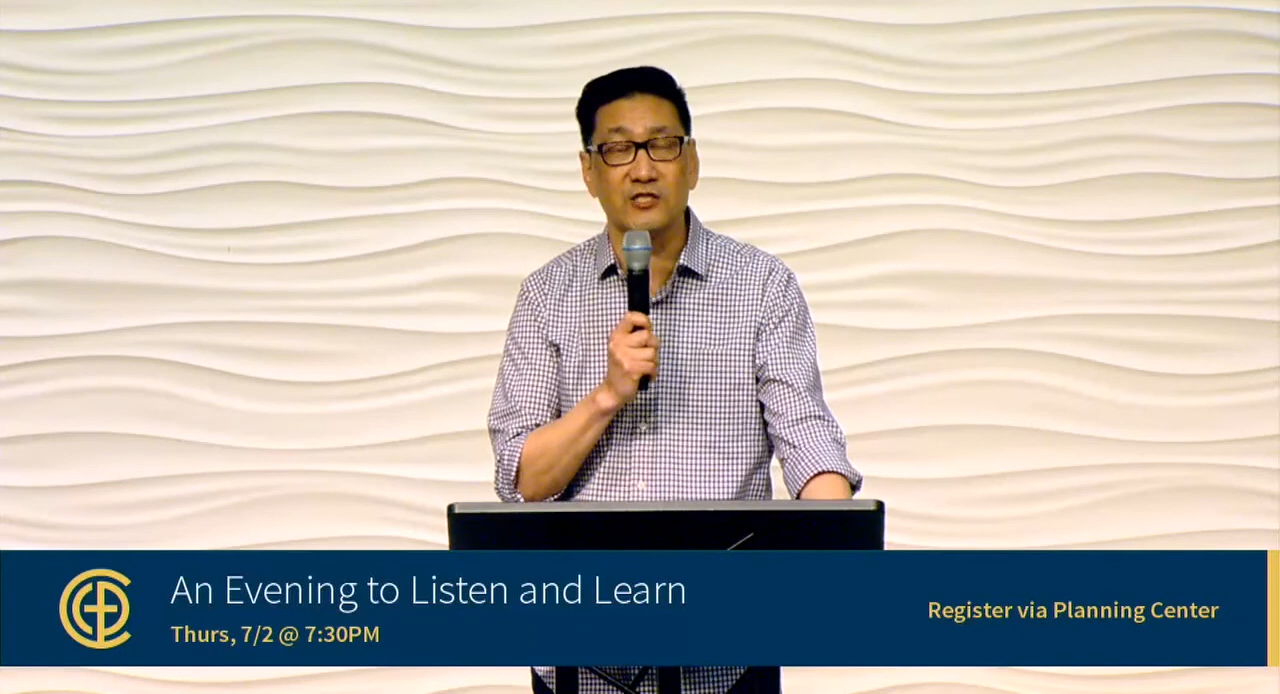 An Evening to Listen and Learn
Thurs, 7/2 @ 7:30PM
Register via Planning Center